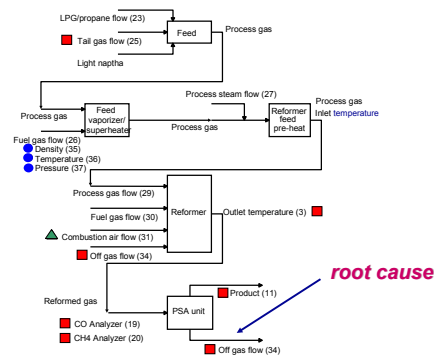 LPG/propane flow (23)
Process gas
Tail gas flow (25)
Feed
Light naptha
Process steam flow (27)
Process gas
Inlet temperature
Process gas
Feed
vaporizer/
superheater
Process gas
Reformer
feed
pre-heat
Fuel gas flow (26)
Density (35)
Temperature (36)
Pressure (37)
Process gas flow (29)
Reformer
Fuel gas flow (30)
Outlet temperature (3)
Combustion air flow (31)
Off gas flow (34)
root cause
Product (11)
Reformed gas
PSA unit
CO Analyzer (19)
CH4 Analyzer (20)
Off gas flow (34)